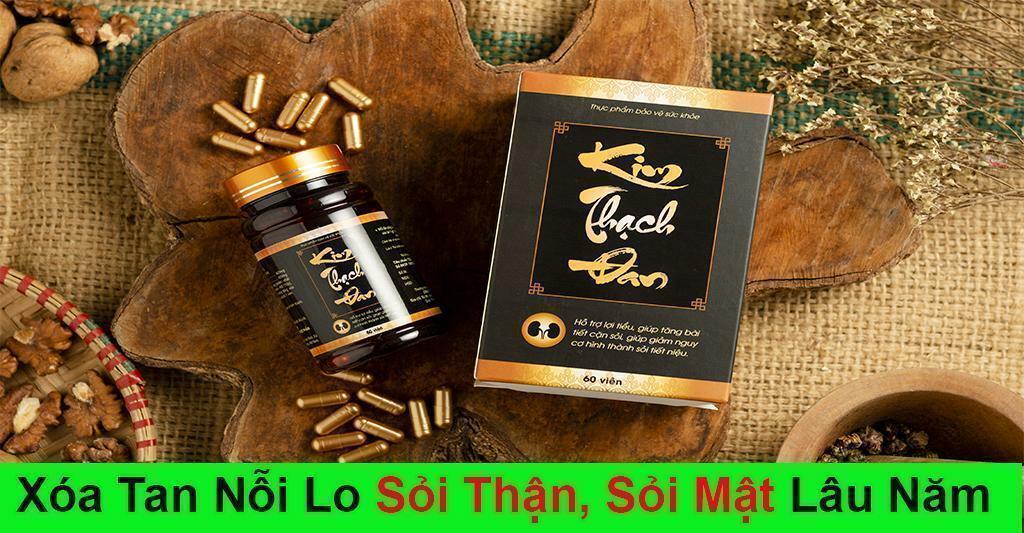 Thực phẩm bảo vệ sức khỏe
Kim
Thạch
Đan
Hỗ trợ lợi tiểu, giúp tăng bài
tiết cặn sỏi, giúp giảm nguy
cơ hình thành sỏi tiết niệu.
60 viên
Kim
Thạch
Đan
60 viên
Xóa Tan Nỗi Lo Sỏi Thận, Sỏi Mật Lâu Năm